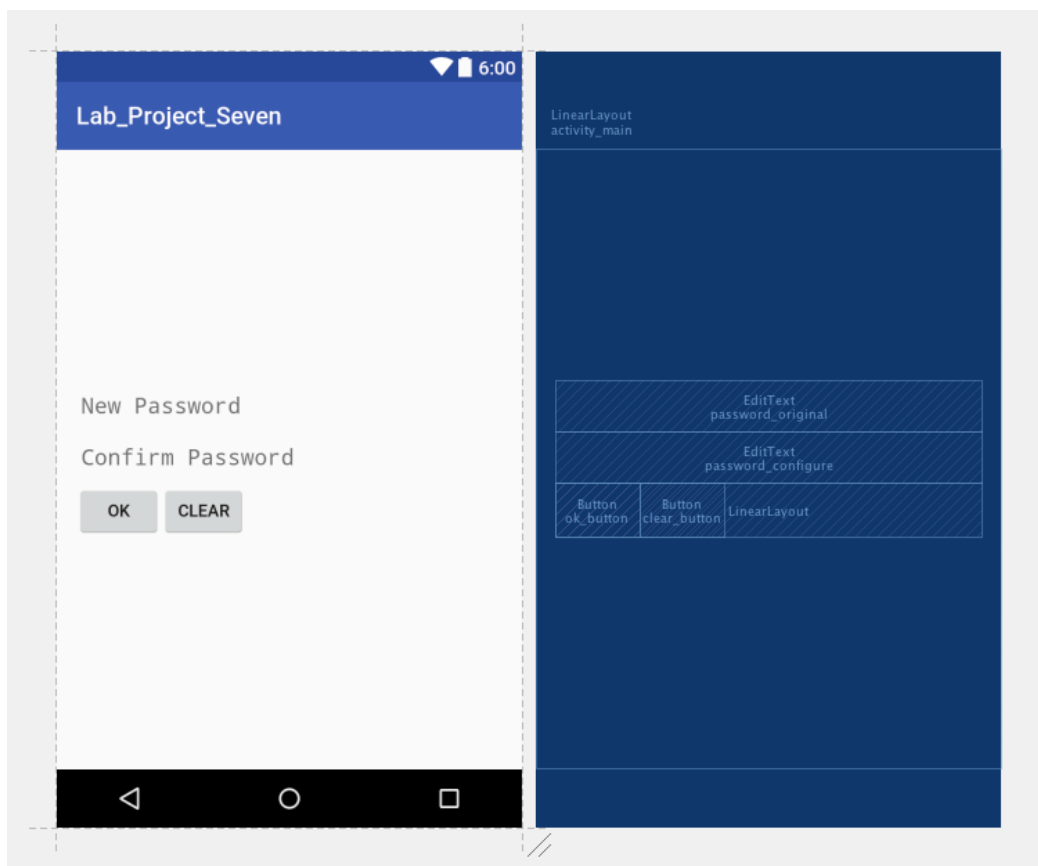 6:00
Lab_Project_Seven
New Password
Confirm Password
OK CLEAR
LinearLayout
activity_main
EditText
password_original
EditText
password_configure
Button
ok_button
Button
clear_button
LinearLayout